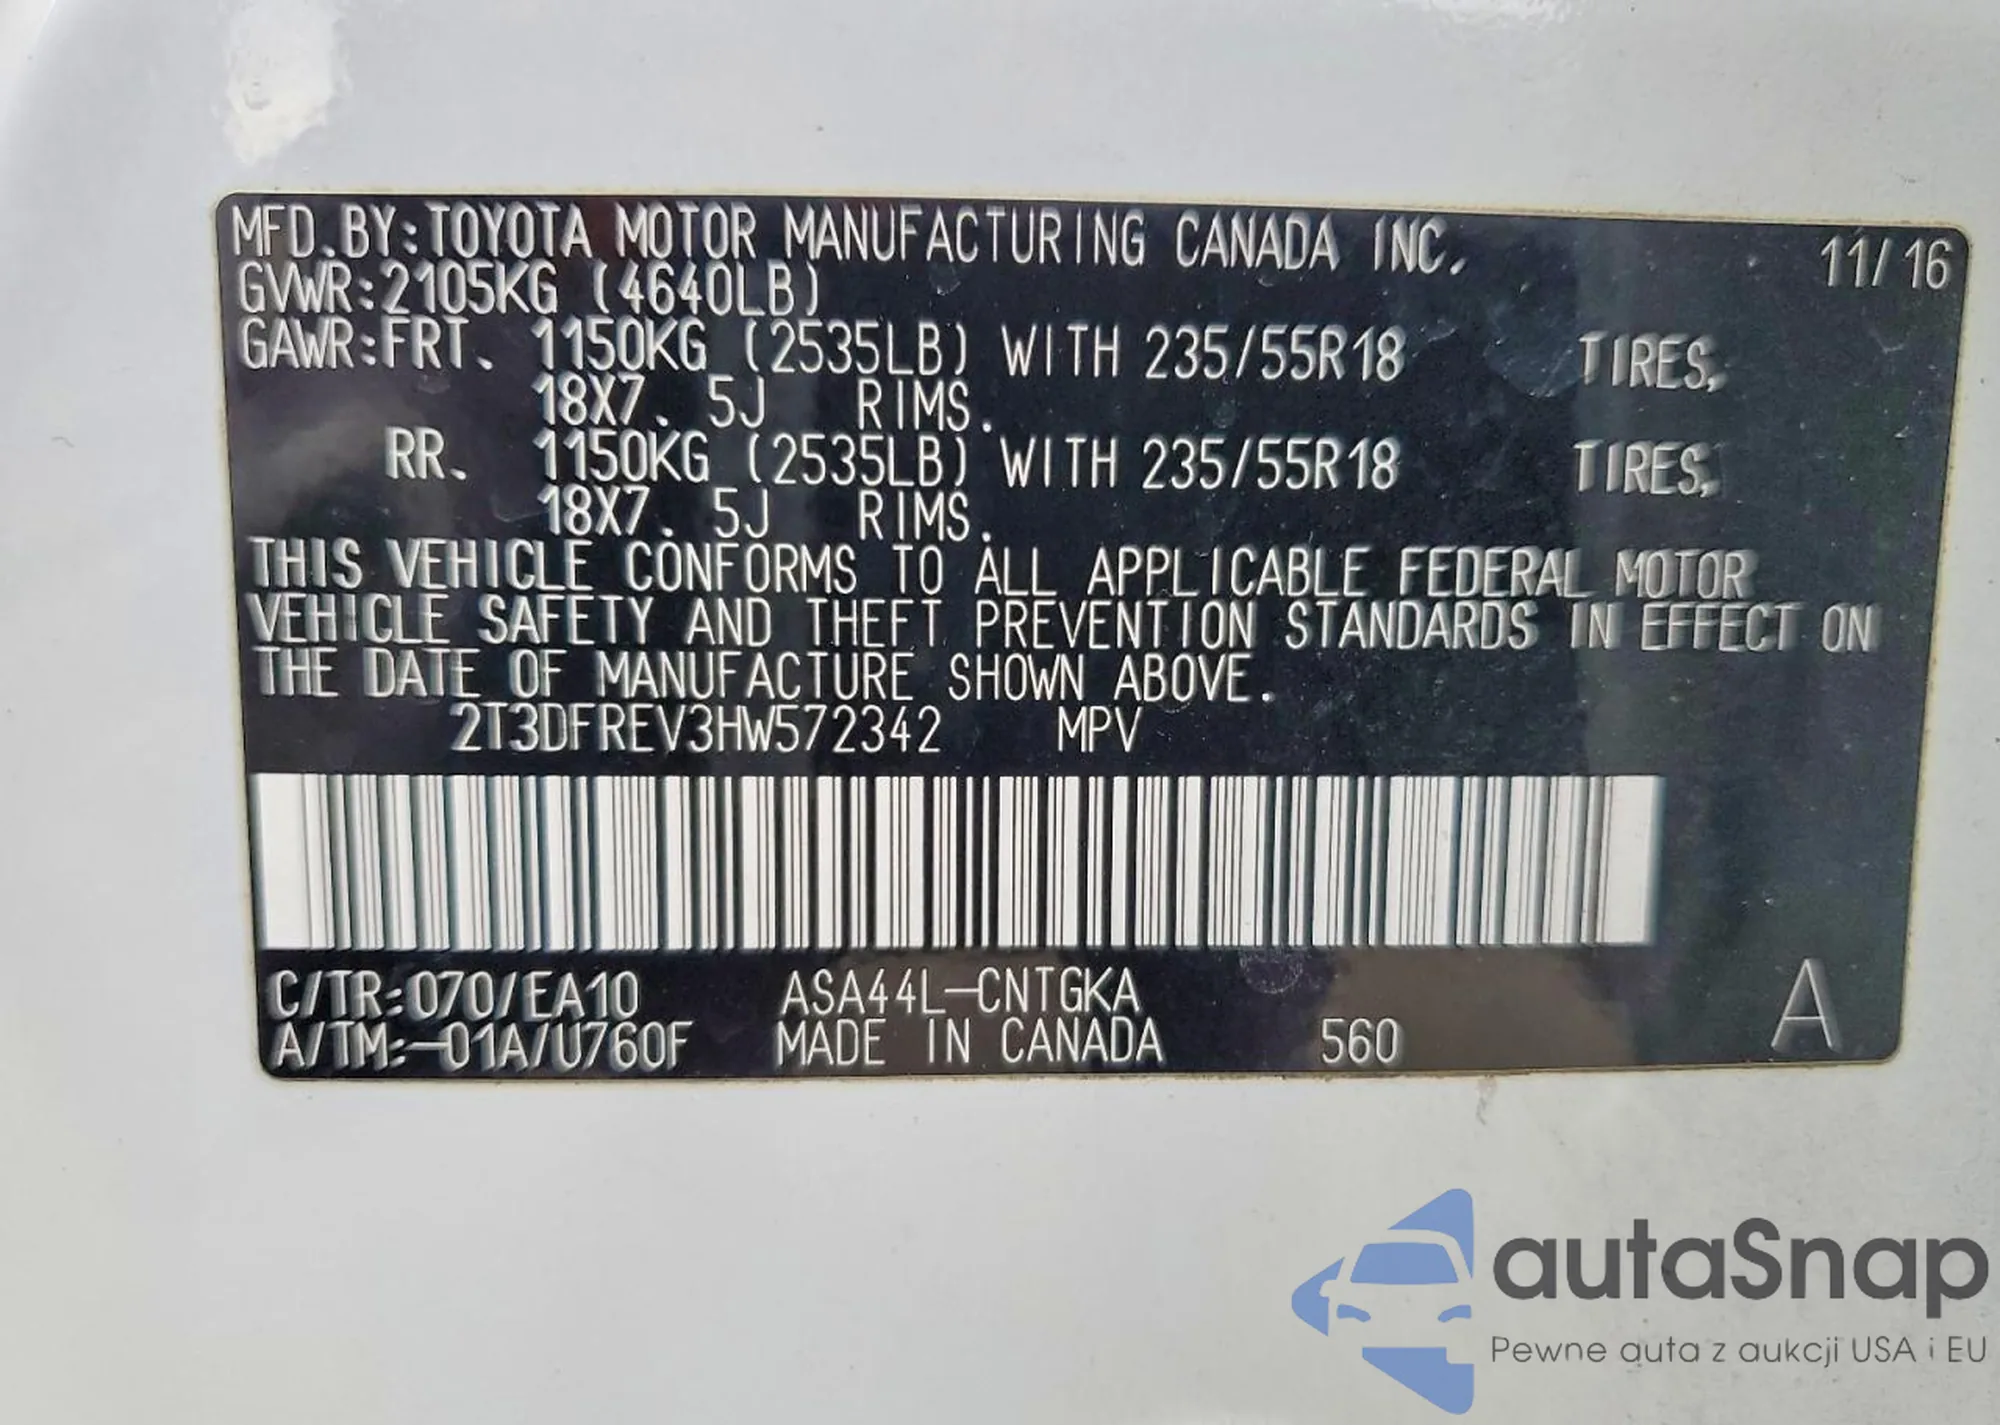 MFD.BY:TOYOTA MOTOR MANUFACTURING CANADA INC. 11/16
GVWR:2105KG (4640LB)
GAWR:FRT. 1150KG (2535LB) WITH 235/55R18 TIRES,
18X7.5J RIMS.
RR. 1150KG (2535LB) WITH 235/55R18 TIRES,
18X7.5J RIMS.
THIS VEHICLE CONFORMS TO ALL APPLICABLE FEDERAL MOTOR
VEHICLE SAFETY AND THEFT PREVENTION STANDARDS IN EFFECT ON
THE DATE OF MANUFACTURE SHOWN ABOVE.
2T3DFREV3HW572342 MPV
C/TR:070/EA10 ASA44L-CNTGKA A
A/TM:-01A/U760F MADE IN CANADA 560
autaSnap
Pewne auta z aukcji USA i EU